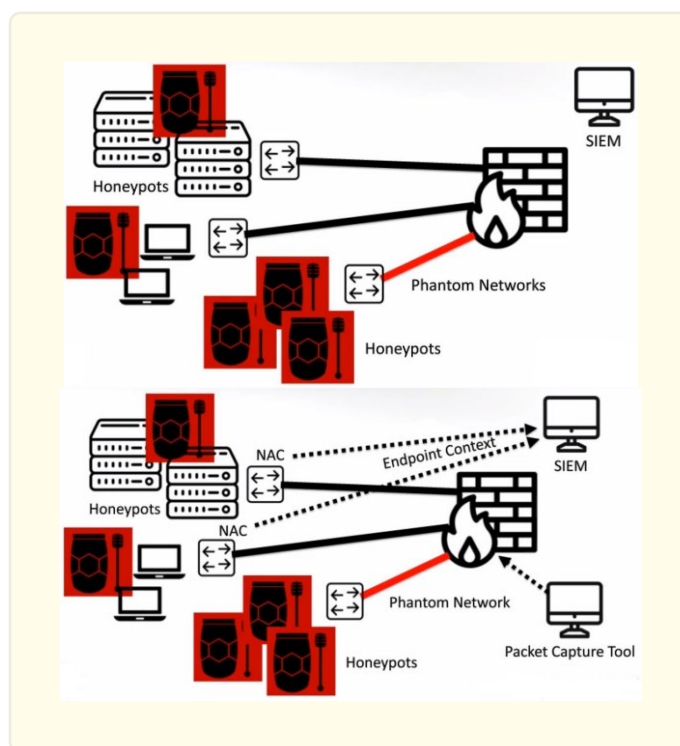 SIEM
Honeypots
Phantom Networks
Honeypots
NAC
Endpoint Context
SIEM
Honeypots
NAC
Phantom Network
Honeypots
Packet Capture Tool